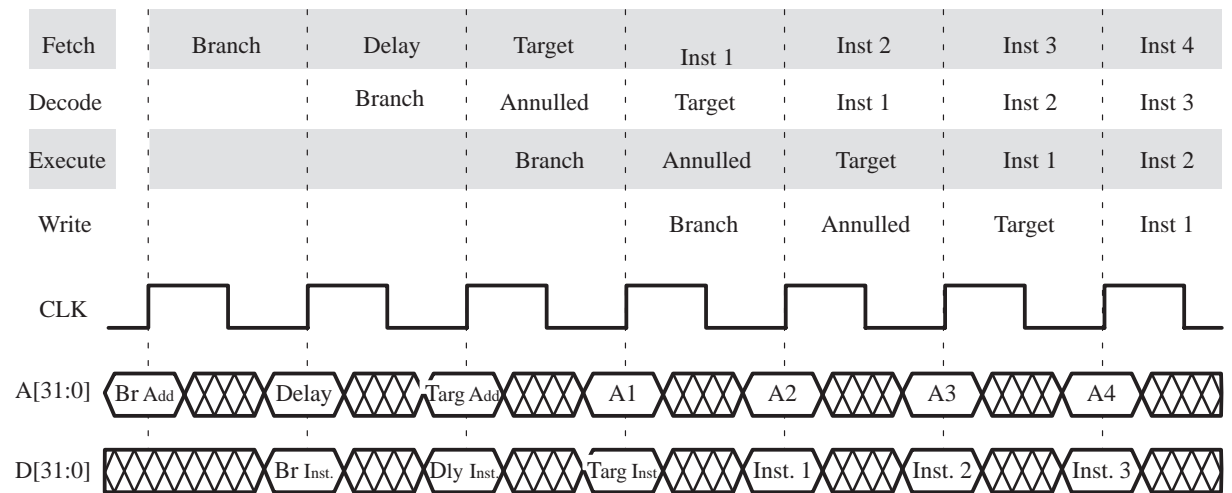 Fetch Branch Delay Target Inst 1 Inst 2 Inst 3 Inst 4
Decode Branch Annulled Target Inst 1 Inst 2 Inst 3
Execute Branch Annulled Target Inst 1 Inst 2
Write Branch Annulled Target Inst 1
CLK
A[31:0] Br Add Delay Targ Add A1 A2 A3 A4
D[31:0] Br Inst. Dly Inst. Targ Inst Inst. 1 Inst. 2 Inst. 3